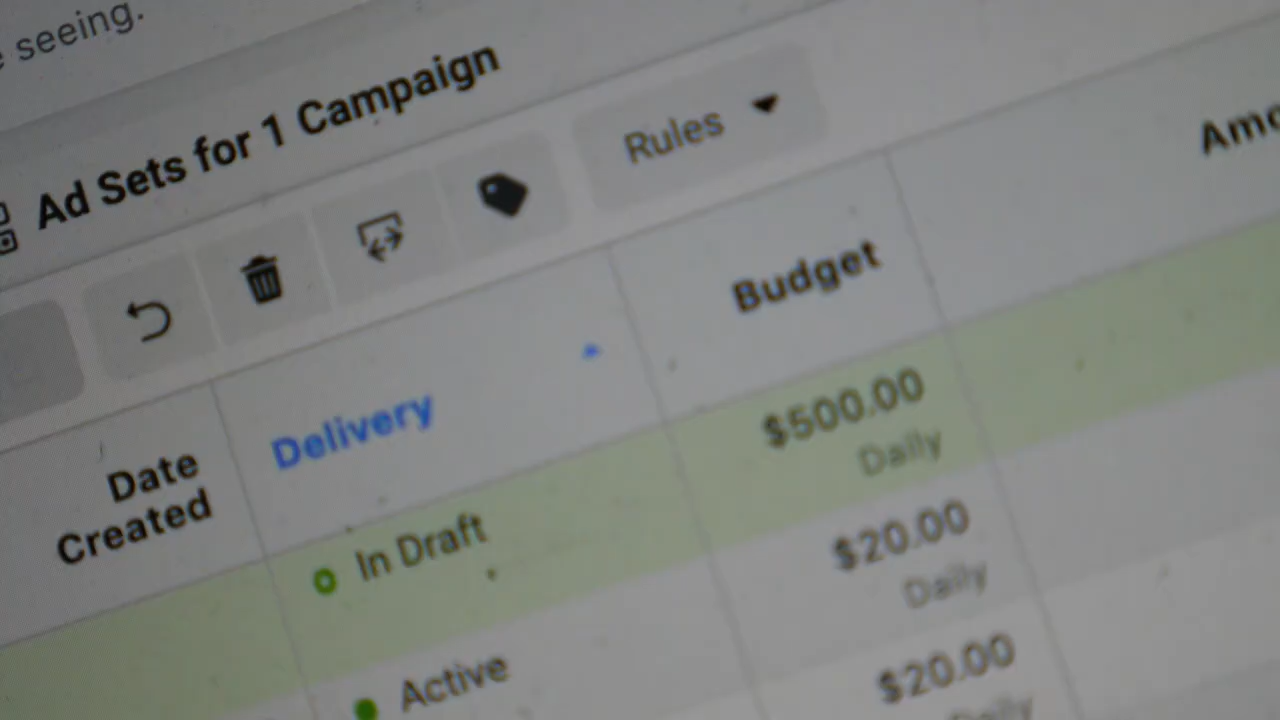 seeing.
Ad Sets for 1 Campaign
Rules
Date
Created
Delivery
Budget
In Draft
$500.00
Daily
Active
$20.00
Daily
$20.00
Daily